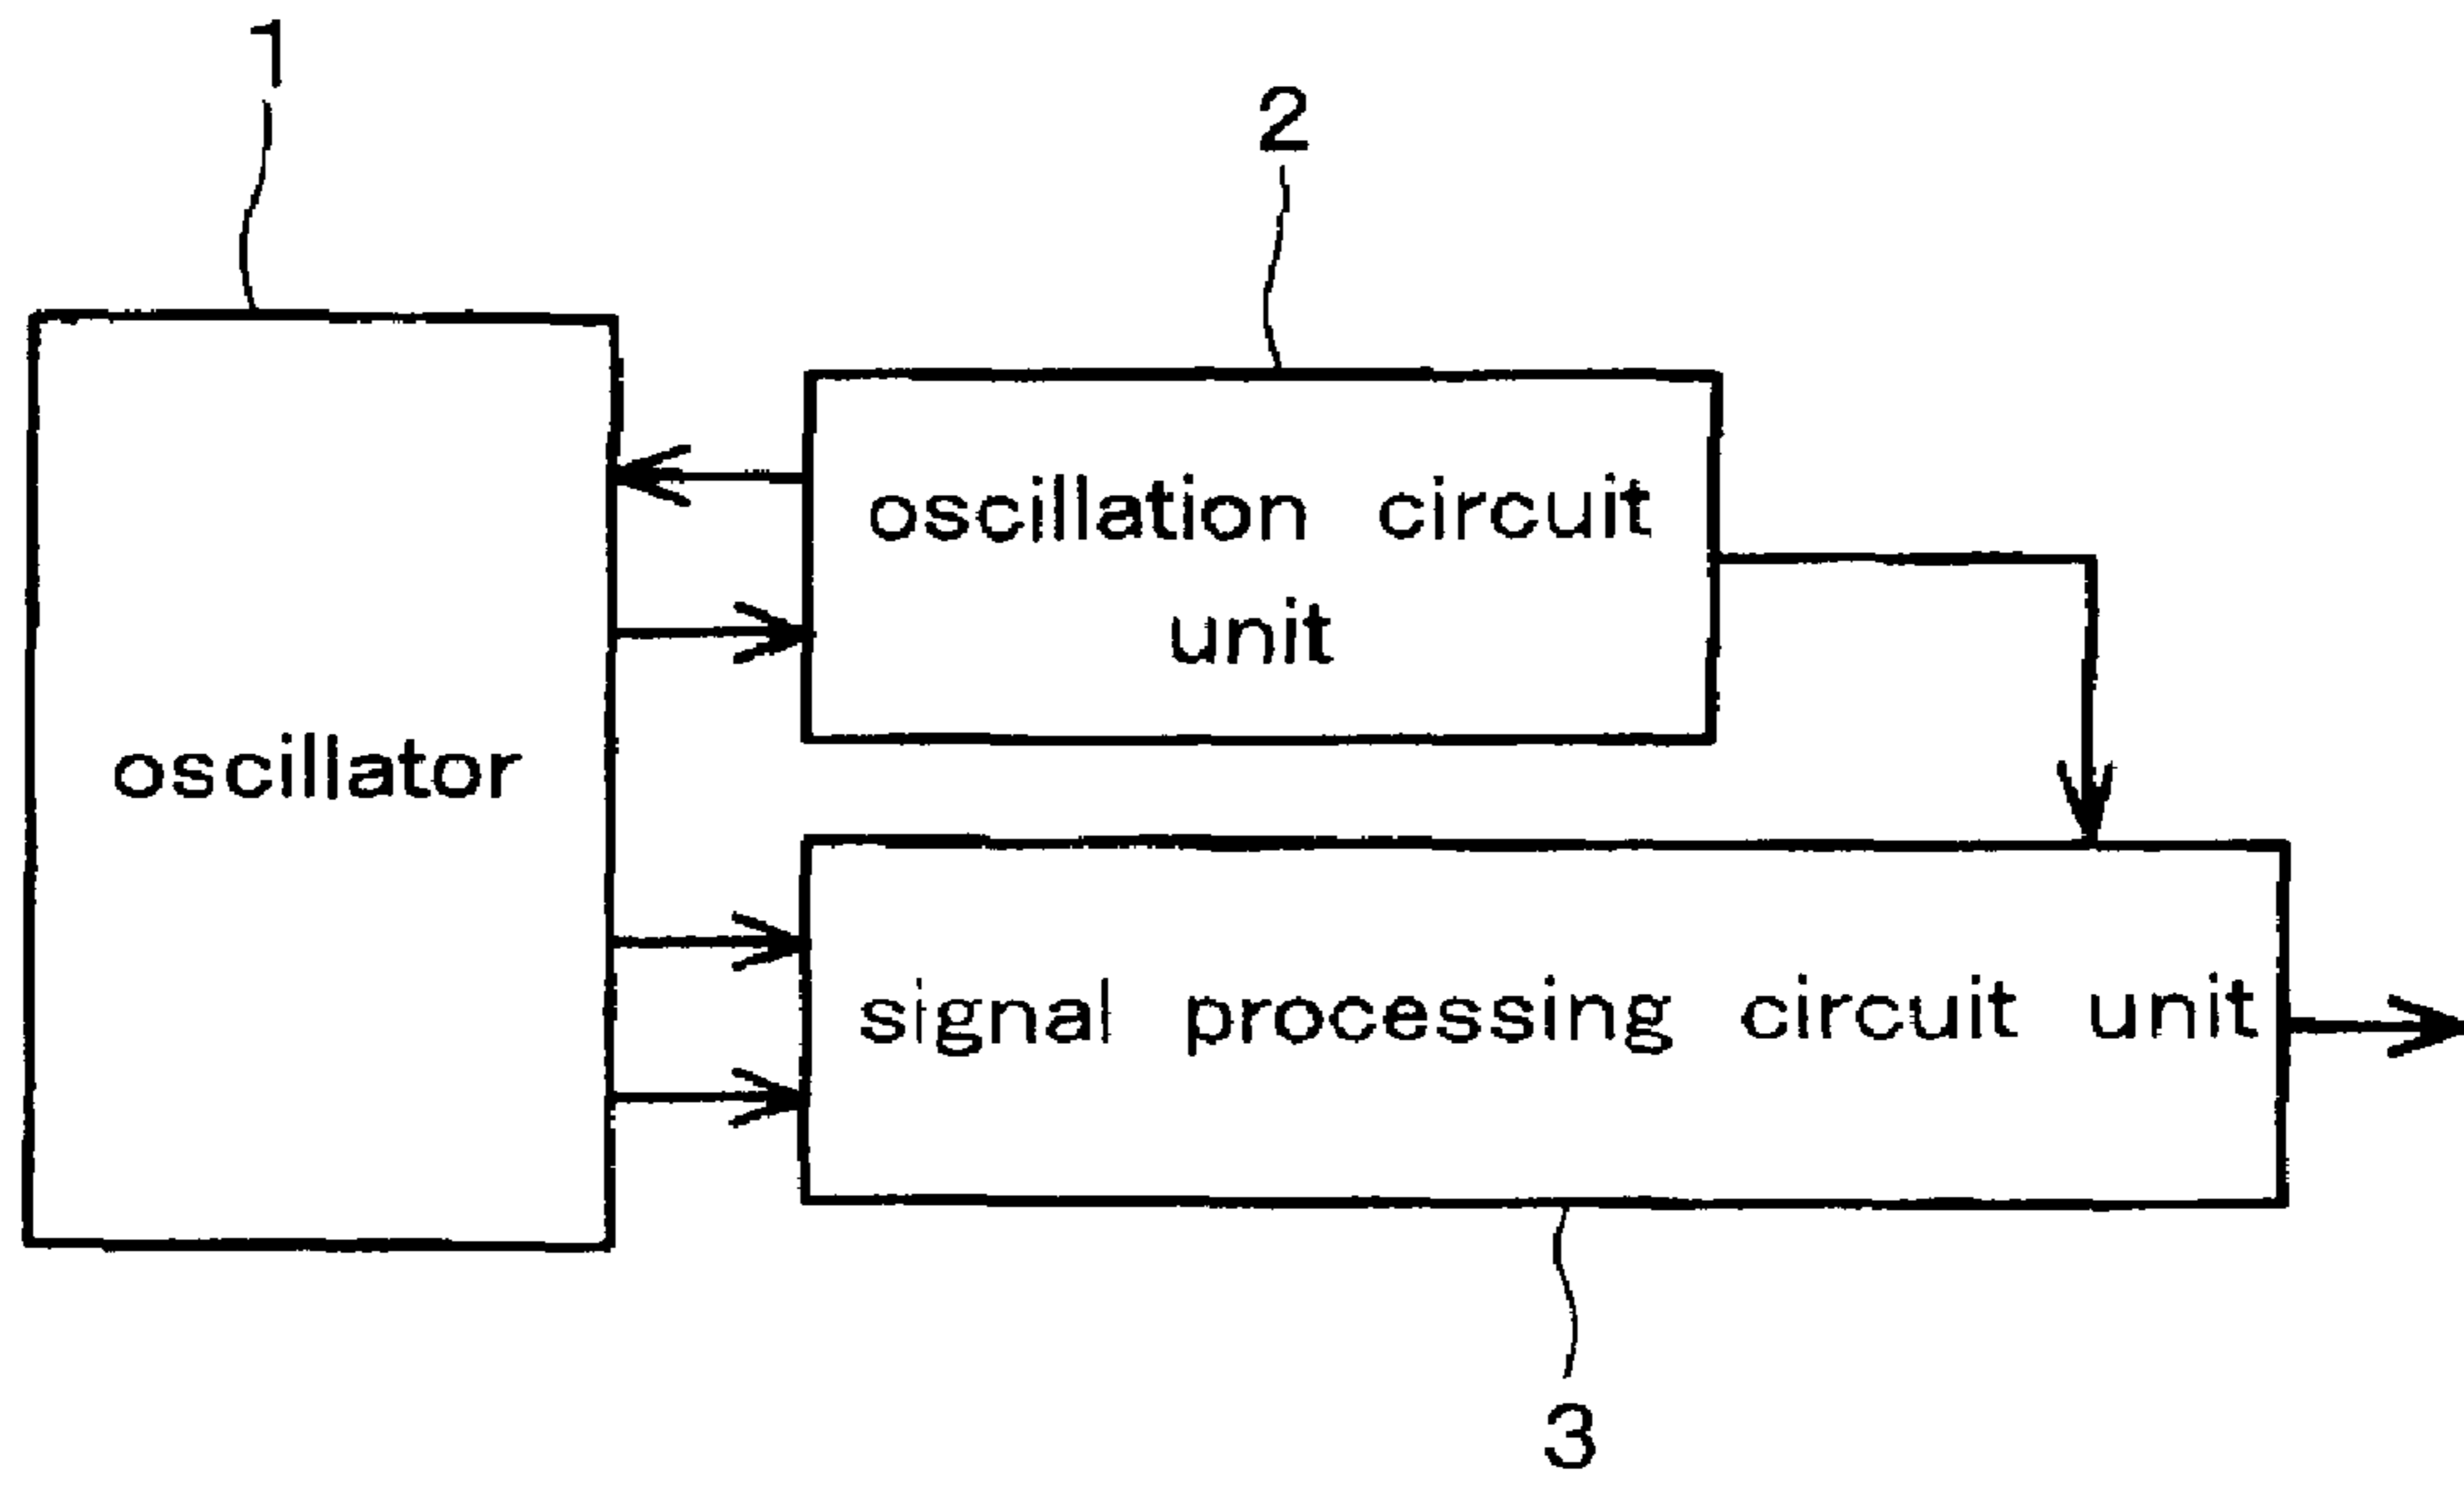 1
2
oscillation circuit
unit
oscillator
signal processing circuit unit
3